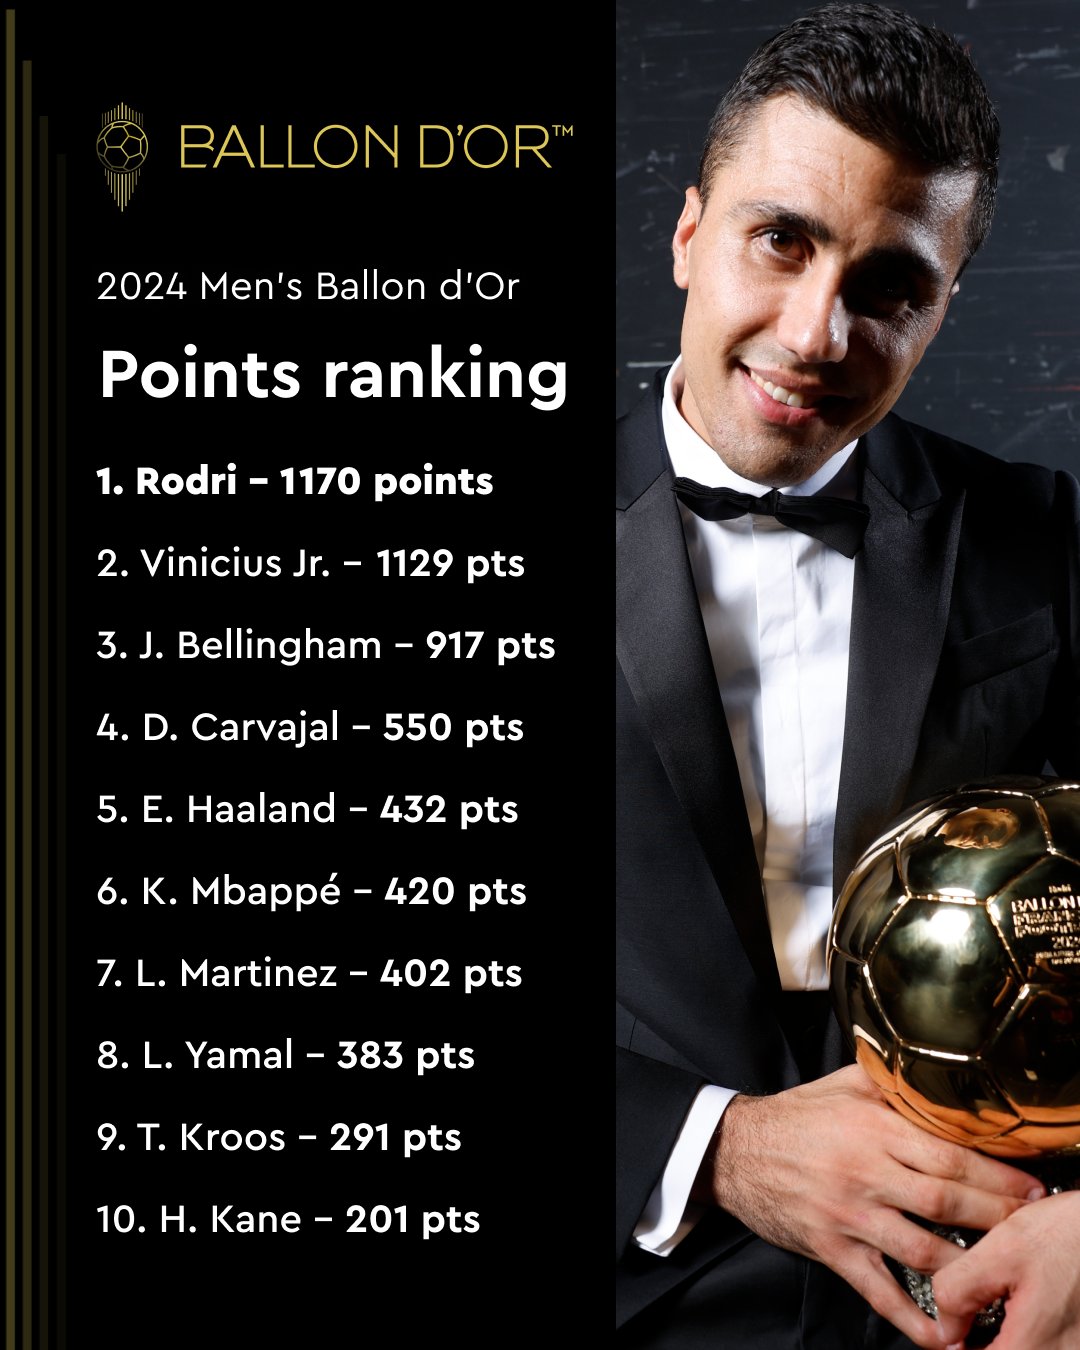 BALLON D'OR™
2024 Men's Ballon d'Or
Points ranking
1. Rodri – 1170 points
2. Vinicius Jr. – 1129 pts
3. J. Bellingham – 917 pts
4. D. Carvajal – 550 pts
5. E. Haaland – 432 pts
6. K. Mbappé – 420 pts
7. L. Martinez – 402 pts
8. L. Yamal – 383 pts
9. T. Kroos – 291 pts
10. H. Kane – 201 pts
Rodri
BALLON